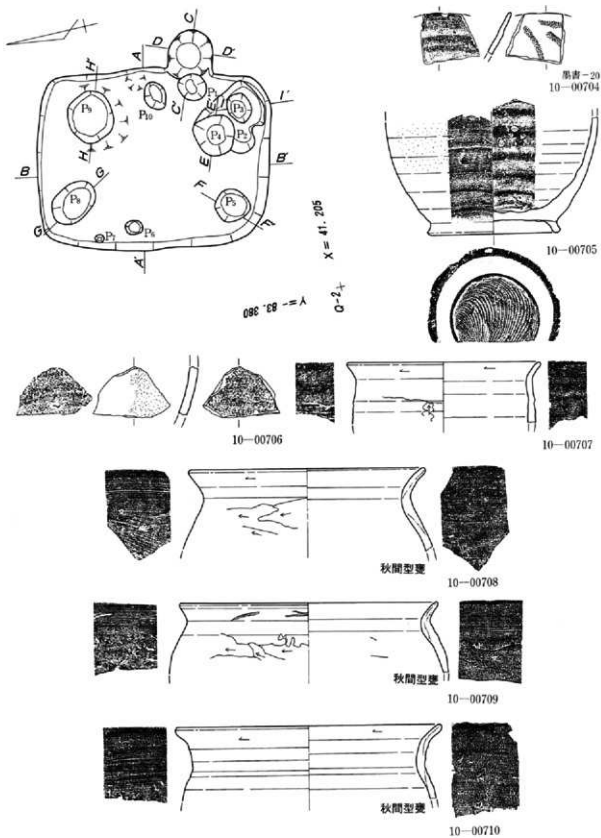 C
D
D'
A
H'
P9
P10
C'
P1
E'
P3
I'
P4
P2
H
E
B
B'
G
F
P8
P5
F'
G'
P6
P7
A'
X = 41. 205
Y = - 83. 380
Q-2
墨書-20
10-00704
10-00705
10-00706
10-00707
秋間型甕
10-00708
秋間型甕
10-00709
秋間型甕
10-00710